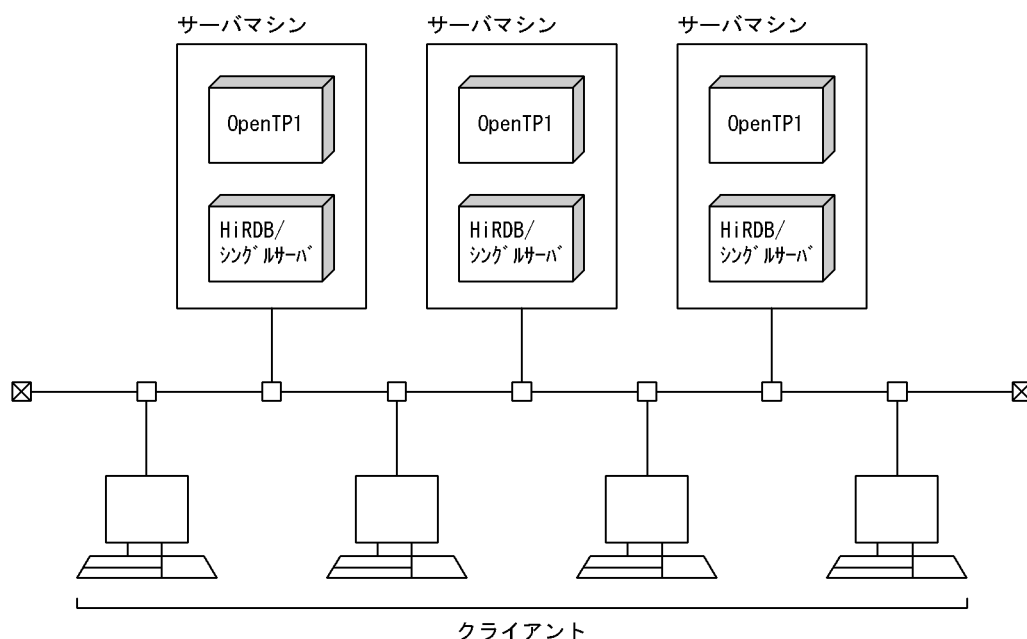 サーバマシン
サーバマシン
サーバマシン
OpenTP1
OpenTP1
OpenTP1
HiRDB/
シングルサーバ
HiRDB/
シングルサーバ
HiRDB/
シングルサーバ
クライアント